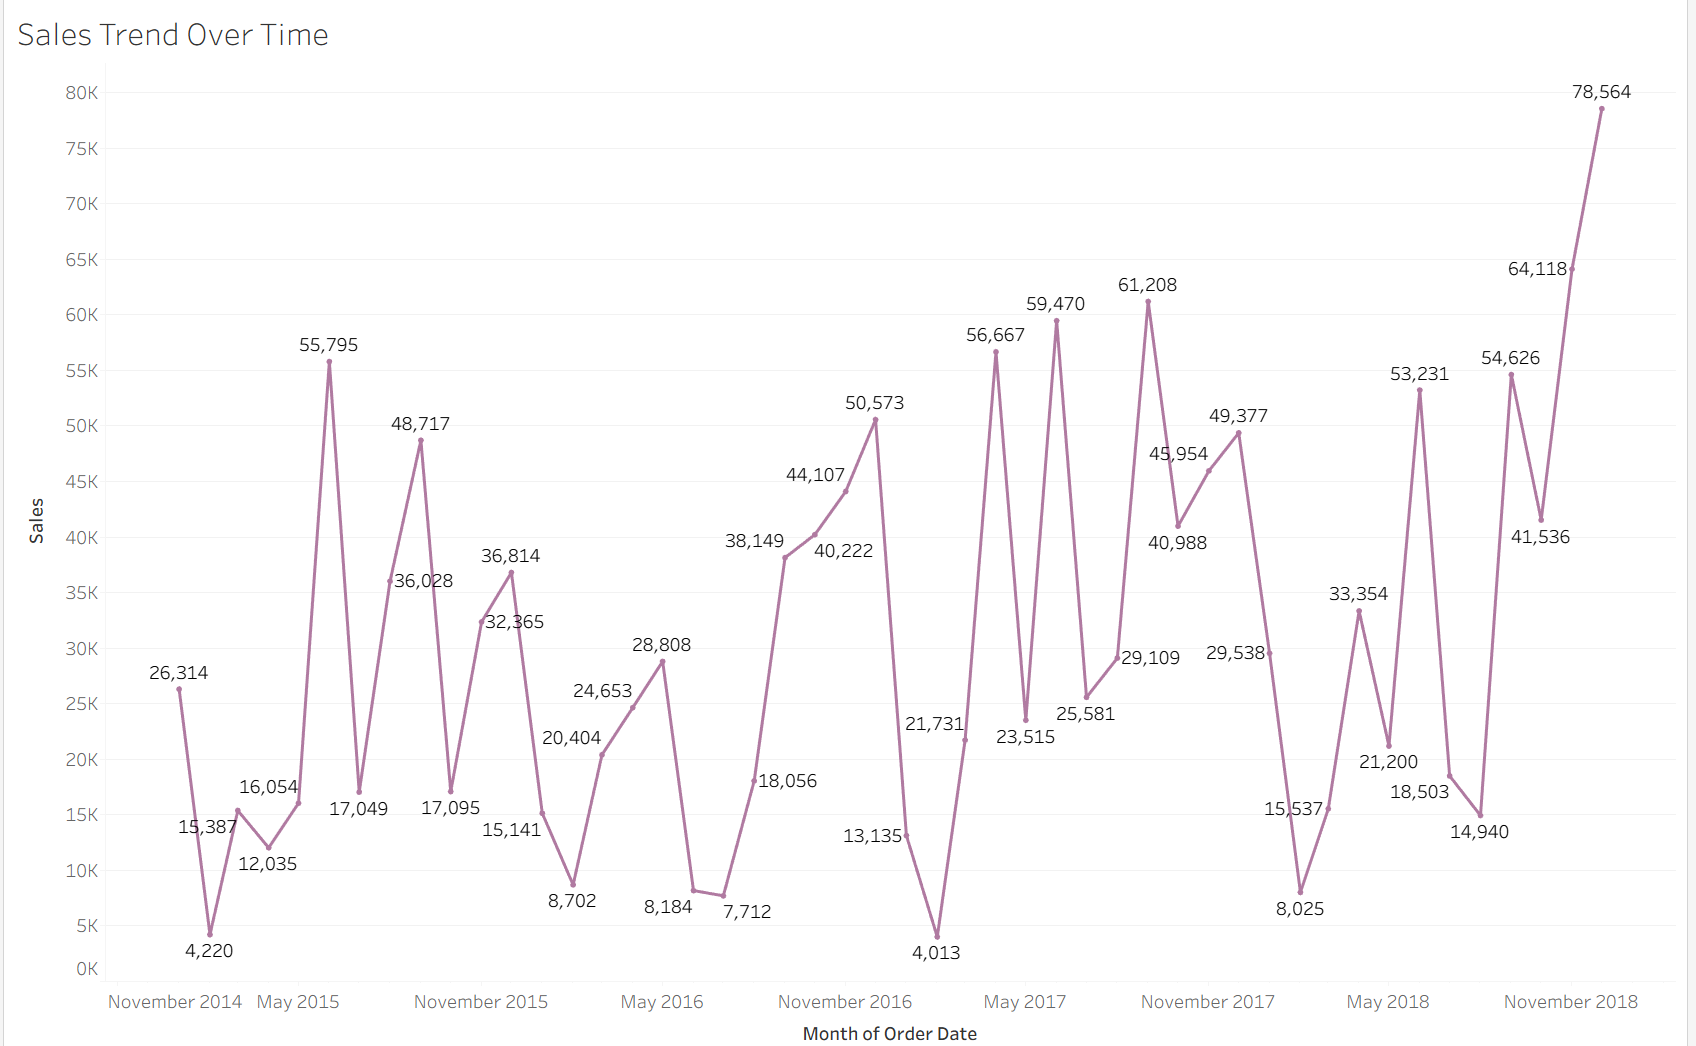 Sales Trend Over Time
80K
75K
70K
65K
60K
55K
50K
45K
40K
35K
30K
25K
20K
15K
10K
5K
0K
Sales
26,314
4,220
15,387
12,035
16,054
55,795
17,049
36,028
48,717
17,095
32,365
36,814
15,141
8,702
20,404
24,653
28,808
8,184
7,712
18,056
38,149
40,222
44,107
50,573
13,135
4,013
21,731
56,667
23,515
59,470
25,581
29,109
61,208
40,988
45,954
49,377
29,538
8,025
15,537
33,354
21,200
53,231
18,503
14,940
54,626
41,536
64,118
78,564
November 2014
May 2015
November 2015
May 2016
November 2016
May 2017
November 2017
May 2018
November 2018
Month of Order Date